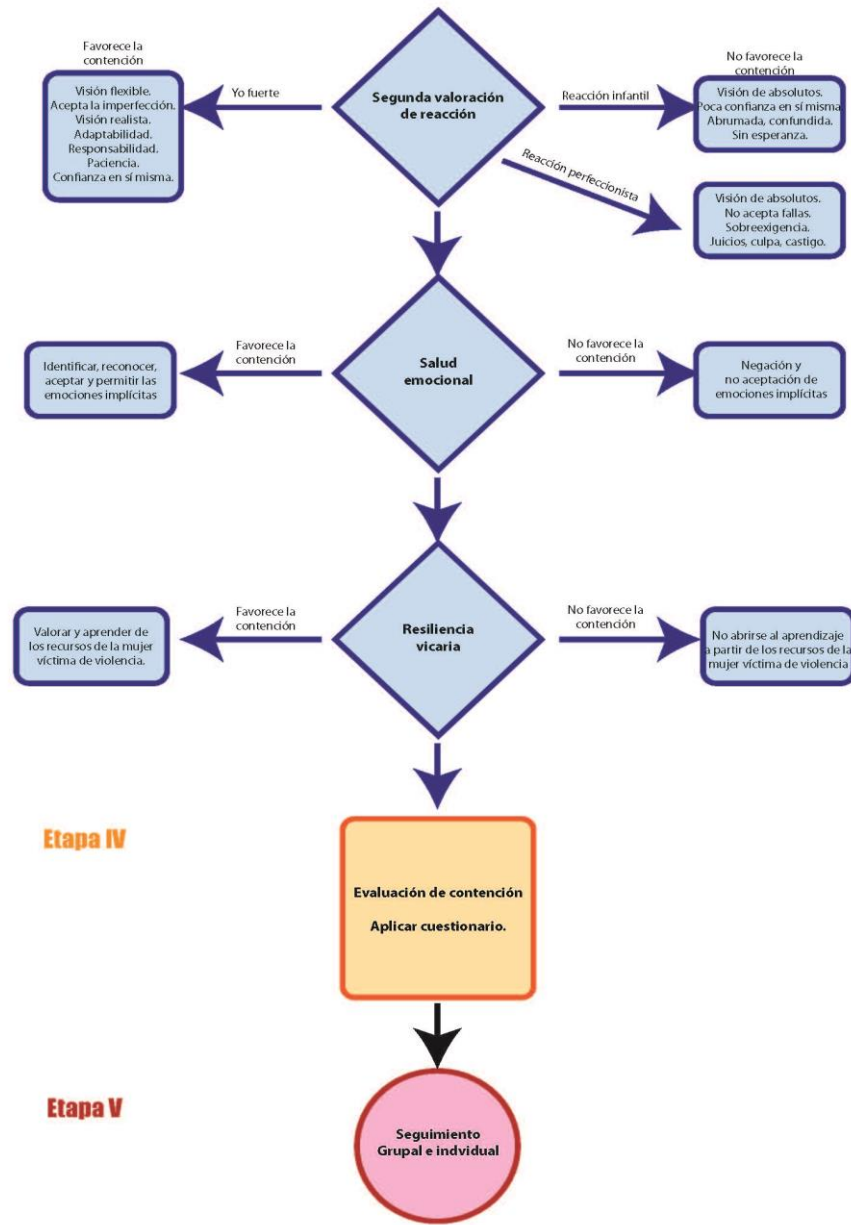 Favorece la
contención
Visión flexible.
Acepta la imperfección.
Visión realista.
Adaptabilidad.
Responsabilidad.
Paciencia.
Confianza en sí misma.
Yo fuerte
Segunda valoración
de reacción
Reacción infantil
No favorece la
contención
Visión de absolutos.
Poca confianza en sí misma.
Abrumada, confundida.
Sin esperanza.
Reacción perfeccionista
Visión de absolutos.
No acepta fallas.
Sobreexigencia.
Juicios, culpa, castigo.
Identificar, reconocer,
aceptar y permitir las
emociones implícitas
Favorece la
contención
Salud
emocional
No favorece la
contención
Negación y
no aceptación de
emociones implícitas
Valorar y aprender de
los recursos de la mujer
víctima de violencia.
Favorece la
contención
Resiliencia
vicaria
No favorece la
contención
No abrirse al aprendizaje
a partir de los recursos de la
mujer víctima de violencia
Etapa IV
Evaluación de contención
Aplicar cuestionario.
Etapa V
Seguimiento
Grupal e indvidual